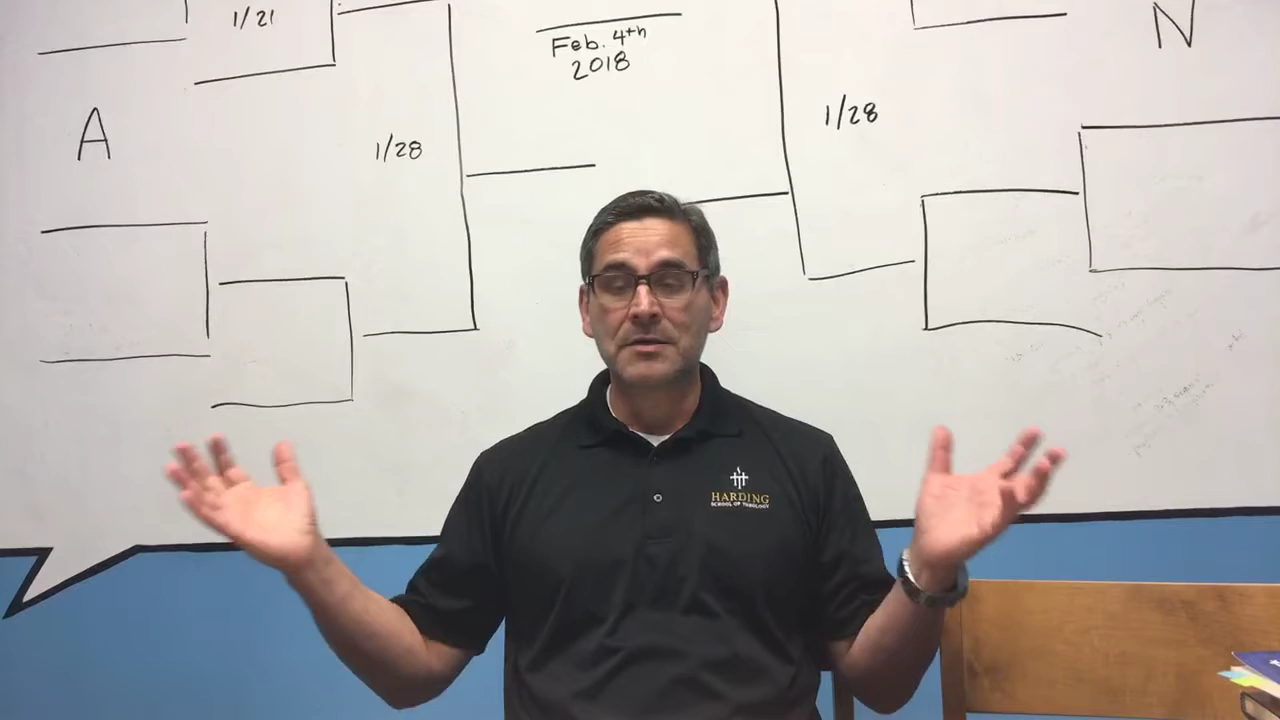 1/21
Feb. 4th
2018
N
A
1/28
1/28
HARDING
SCHOOL OF THEOLOGY